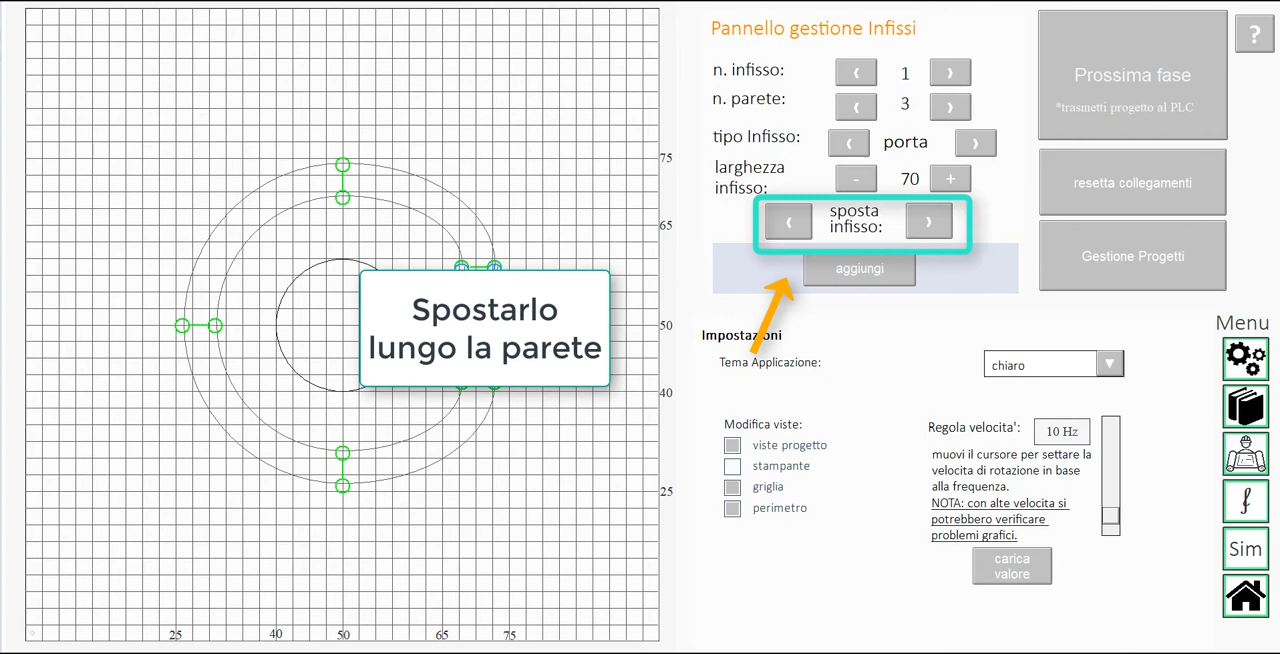 Pannello gestione Infissi
n. infisso:
‹
1
›
n. parete:
‹
3
›
tipo Infisso:
‹
porta
›
larghezza
infisso:
-
70
+
‹
sposta
infisso:
›
aggiungi
Prossima fase
*trasmetti progetto al PLC
?
resetta collegamenti
Gestione Progetti
75
65
50
40
25
25
40
50
65
75
Spostarlo
lungo la parete
Impostazioni
Tema Applicazione:
chiaro
▼
Modifica viste:
viste progetto
stampante
griglia
perimetro
Regola velocita':
10 Hz
muovi il cursore per settare la
velocita di rotazione in base
alla frequenza.
NOTA: con alte velocita si
potrebbero verificare
problemi grafici.
carica
valore
Menu
f
Sim